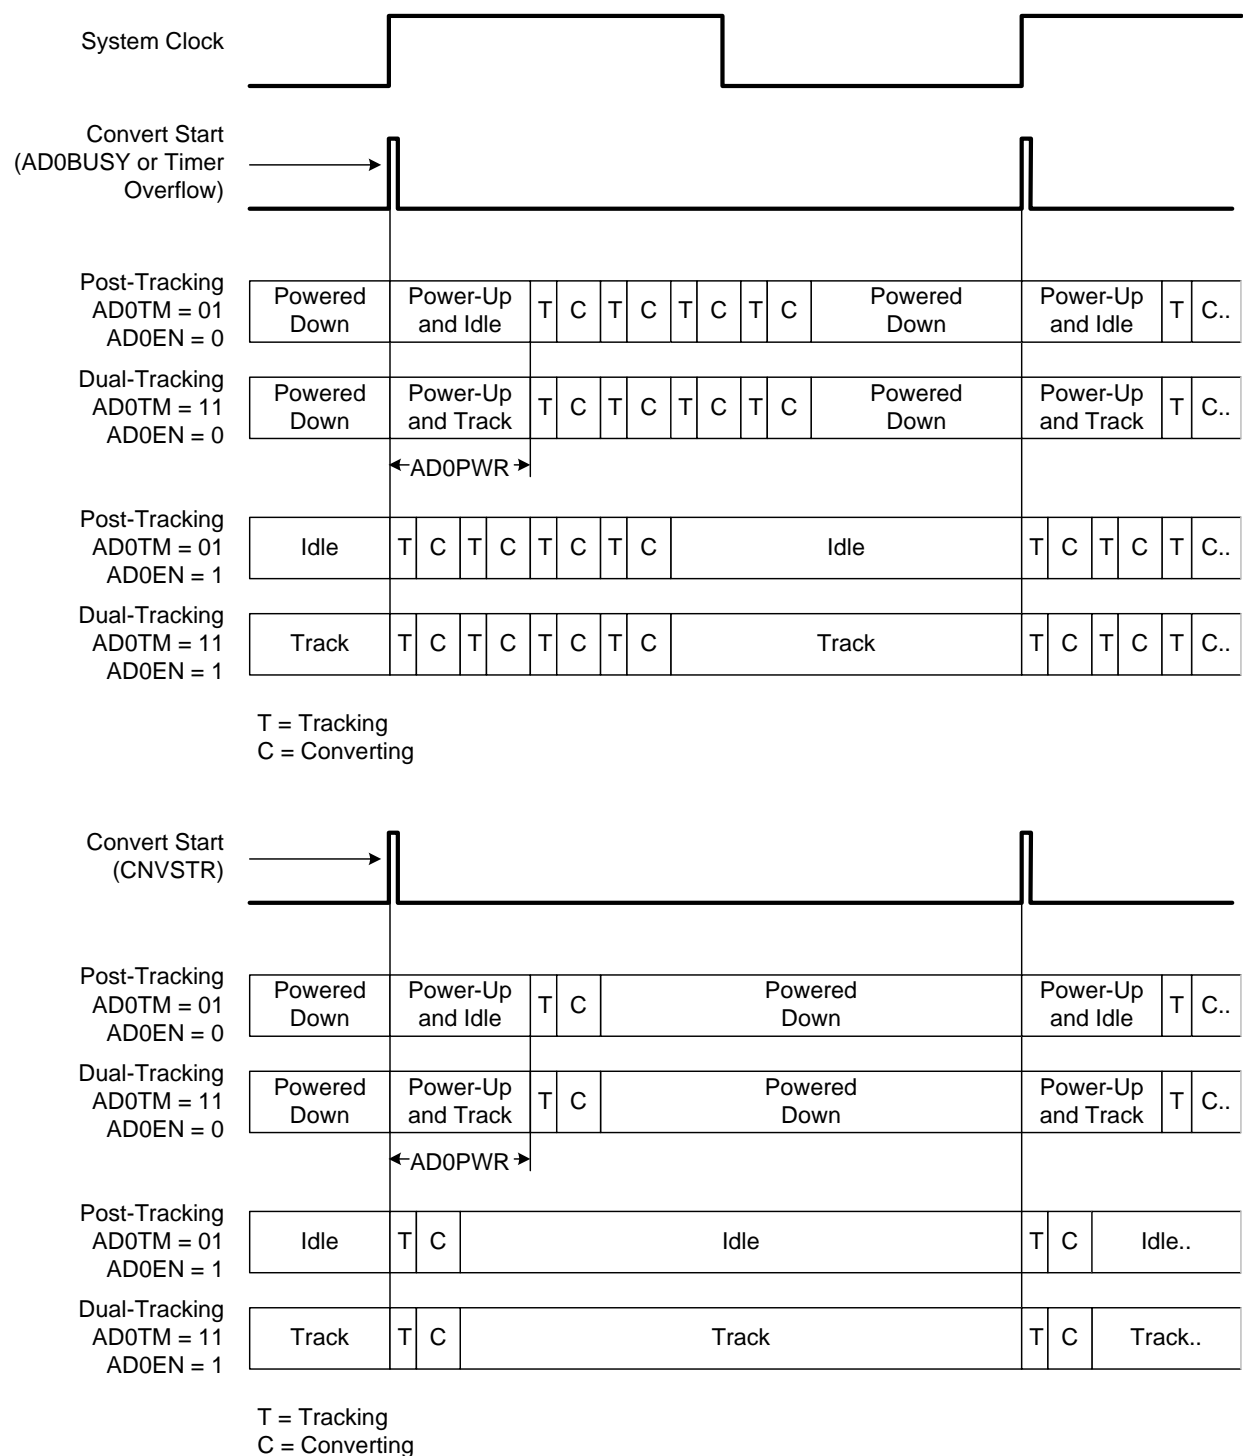 System Clock
Convert Start
(AD0BUSY or Timer
Overflow)
Post-Tracking
AD0TM = 01
AD0EN = 0
Powered
Down
Power-Up
and Idle
T C T C T C T C
Powered
Down
Power-Up
and Idle
T C..
Dual-Tracking
AD0TM = 11
AD0EN = 0
Powered
Down
Power-Up
and Track
T C T C T C T C
Powered
Down
Power-Up
and Track
T C..
AD0PWR
Post-Tracking
AD0TM = 01
AD0EN = 1
Idle T C T C T C T C Idle T C T C T C..
Dual-Tracking
AD0TM = 11
AD0EN = 1
Track T C T C T C T C Track T C T C T C..
T = Tracking
C = Converting
Convert Start
(CNVSTR)
Post-Tracking
AD0TM = 01
AD0EN = 0
Powered
Down
Power-Up
and Idle
T C
Powered
Down
Power-Up
and Idle
T C..
Dual-Tracking
AD0TM = 11
AD0EN = 0
Powered
Down
Power-Up
and Track
T C
Powered
Down
Power-Up
and Track
T C..
AD0PWR
Post-Tracking
AD0TM = 01
AD0EN = 1
Idle T C Idle T C Idle..
Dual-Tracking
AD0TM = 11
AD0EN = 1
Track T C Track T C Track..
T = Tracking
C = Converting